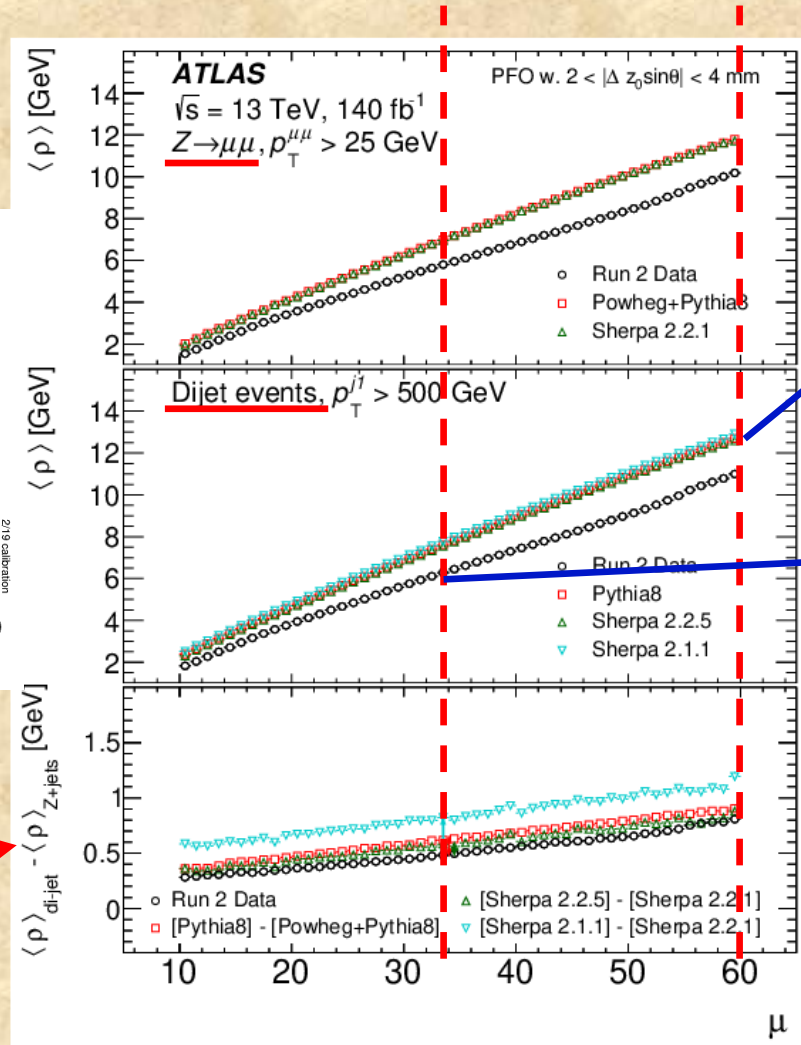 ATLAS
PFO w. 2 < |Δ z₀sinθ| < 4 mm
√s = 13 TeV, 140 fb⁻¹
Z→μμ, p_T^μμ > 25 GeV
⟨ρ⟩ [GeV]
14
12
10
8
6
4
2
Run 2 Data
Powheg+Pythia8
Sherpa 2.2.1
Dijet events, p_T^j1 > 500 GeV
⟨ρ⟩ [GeV]
14
12
10
8
6
4
2
Run 2 Data
Pythia8
Sherpa 2.2.5
Sherpa 2.1.1
2/19 calibration
⟨ρ⟩di-jet - ⟨ρ⟩Z+jets [GeV]
1.5
1
0.5
0
Run 2 Data
[Sherpa 2.2.5] - [Sherpa 2.2.1]
[Pythia8] - [Powheg+Pythia8]
[Sherpa 2.1.1] - [Sherpa 2.2.1]
10 20 30 40 50 60
μ